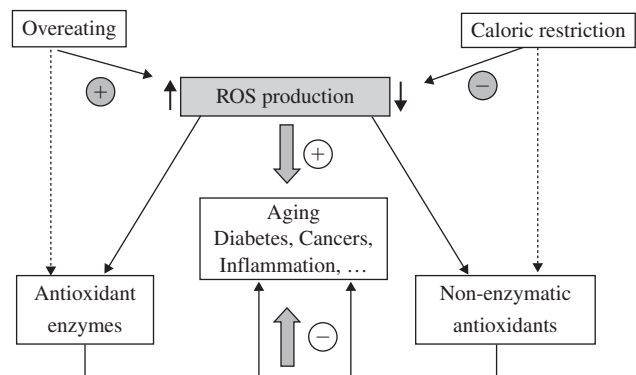 Overeating
Caloric restriction
+
ROS production
−
+
Aging
Diabetes, Cancers,
Inflammation, …
Antioxidant
enzymes
Non-enzymatic
antioxidants
−